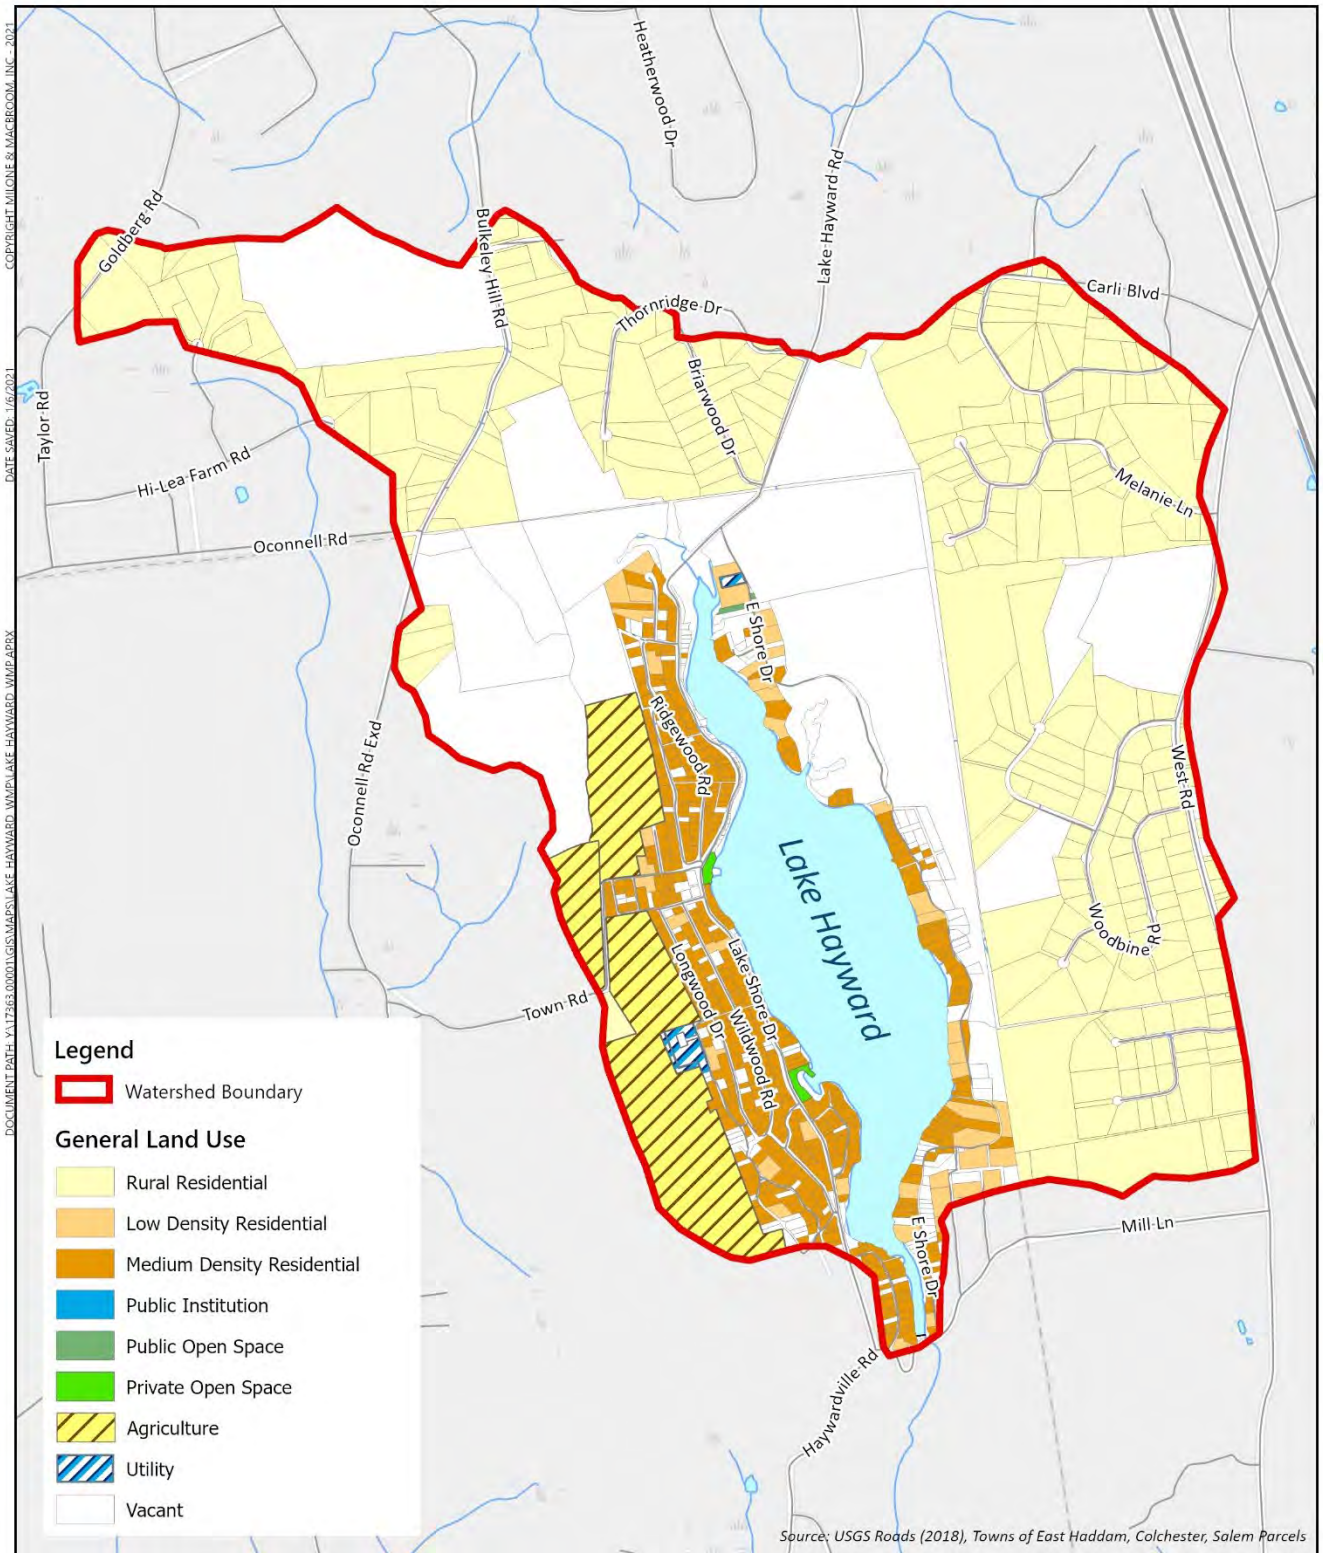 COPYRIGHT MILONE & MACBROOM, INC - 2021
DATE SAVED: 1/6/2021
DOCUMENT PATH: Y:\17363.00001\GIS\MAPS\LAKE HAYWARD WMP\LAKE HAYWARD WMP.APRX
Heatherwood Dr
Lake Hayward Rd
Goldberg Rd
Bulkeley Hill Rd
Carli Blvd
Thornridge Dr
Briarwood Dr
Taylor Rd
Hi-Lea Farm Rd
Melanie Ln
Oconnell Rd
E Shore Dr
Ridgewood Rd
Oconnell Rd Exd
West Rd
Lake Hayward
Woodbine Rd
Longwood Dr
Lake Shore Dr
Town Rd
Wildwood Rd
E Shore Dr
Mill Ln
Haywardville Rd
Legend
Watershed Boundary
General Land Use
Rural Residential
Low Density Residential
Medium Density Residential
Public Institution
Public Open Space
Private Open Space
Agriculture
Utility
Vacant
Source: USGS Roads (2018), Towns of East Haddam, Colchester, Salem Parcels